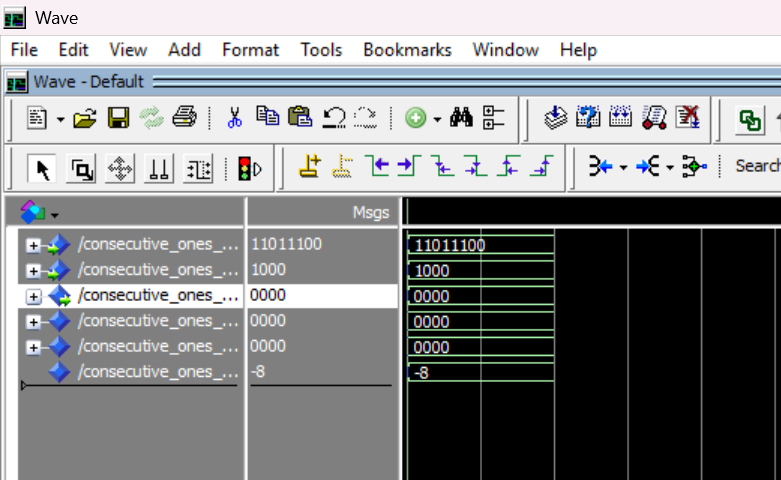 Wave
File Edit View Add Format Tools Bookmarks Window Help
Wave - Default
Search
Msgs
/consecutive_ones_... 11011100 11011100
/consecutive_ones_... 1000 1000
/consecutive_ones_... 0000 0000
/consecutive_ones_... 0000 0000
/consecutive_ones_... 0000 0000
/consecutive_ones_... -8 -8